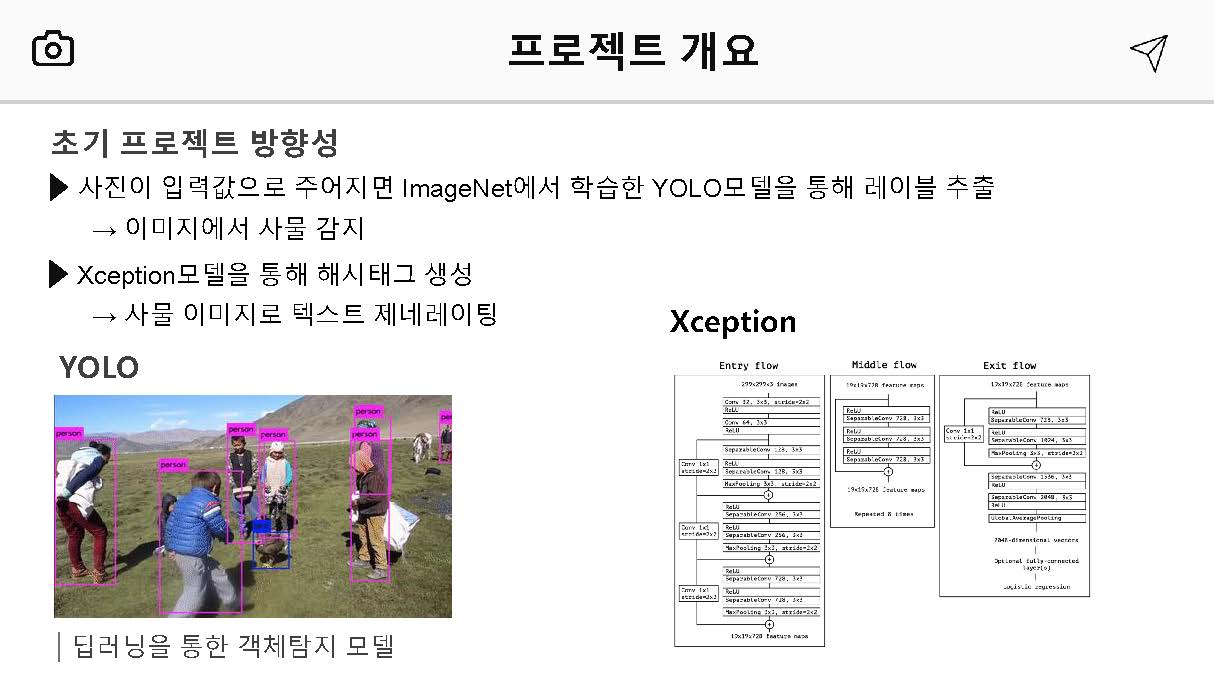 프로젝트 개요
초기 프로젝트 방향성
▶ 사진이 입력값으로 주어지면 ImageNet에서 학습한 YOLO모델을 통해 레이블 추출
→ 이미지에서 사물 감지
▶ Xception모델을 통해 해시태그 생성
→ 사물 이미지로 텍스트 제네레이팅
YOLO
person
person
person
person
person
person
딥러닝을 통한 객체탐지 모델
Xception
Entry flow
299x299x3 images
Conv 32, 3x3, stride=2x2
ReLU
Conv 64, 3x3
ReLU
SeparableConv 128, 3x3
Conv 1x1
stride=2x2
ReLU
SeparableConv 128, 3x3
MaxPooling 3x3, stride=2x2
ReLU
SeparableConv 256, 3x3
Conv 1x1
stride=2x2
ReLU
SeparableConv 256, 3x3
MaxPooling 3x3, stride=2x2
ReLU
SeparableConv 728, 3x3
Conv 1x1
stride=2x2
ReLU
SeparableConv 728, 3x3
MaxPooling 3x3, stride=2x2
19x19x728 feature maps
Middle flow
19x19x728 feature maps
ReLU
SeparableConv 728, 3x3
ReLU
SeparableConv 728, 3x3
ReLU
SeparableConv 728, 3x3
19x19x728 feature maps
Repeated 8 times
Exit flow
19x19x728 feature maps
ReLU
SeparableConv 728, 3x3
Conv 1x1
stride=2x2
ReLU
SeparableConv 1024, 3x3
MaxPooling 3x3, stride=2x2
SeparableConv 1536, 3x3
ReLU
SeparableConv 2048, 3x3
ReLU
GlobalAveragePooling
2048-dimensional vectors
Optional fully-connected
layer(s)
Logistic regression